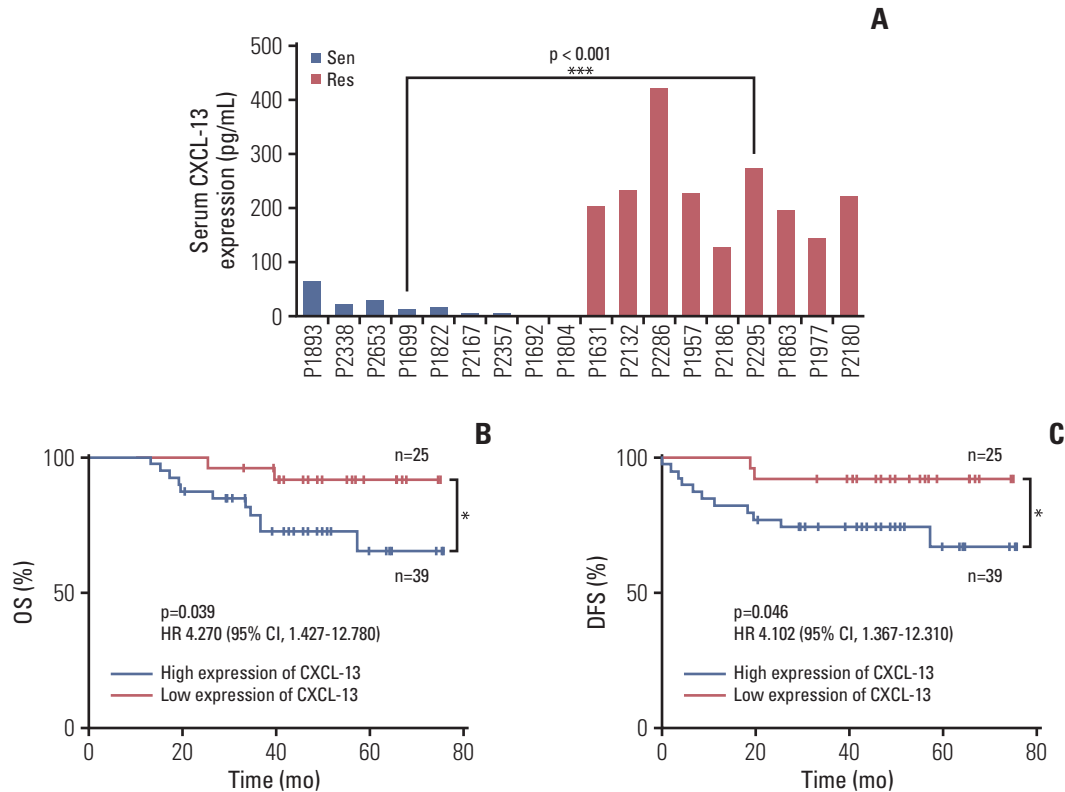 A
500
400
300
200
100
0
Serum CXCL-13
expression (pg/mL)
Sen
Res
p < 0.001
***
P1893
P2338
P2653
P1699
P1822
P2167
P2357
P1692
P1804
P1631
P2132
P2286
P1957
P2186
P2295
P1863
P1977
P2180
B
100
50
0
OS (%)
n=25
*
n=39
p=0.039
HR 4.270 (95% CI, 1.427-12.780)
High expression of CXCL-13
Low expression of CXCL-13
0 20 40 60 80
Time (mo)
C
100
50
0
DFS (%)
n=25
*
n=39
p=0.046
HR 4.102 (95% CI, 1.367-12.310)
High expression of CXCL-13
Low expression of CXCL-13
0 20 40 60 80
Time (mo)